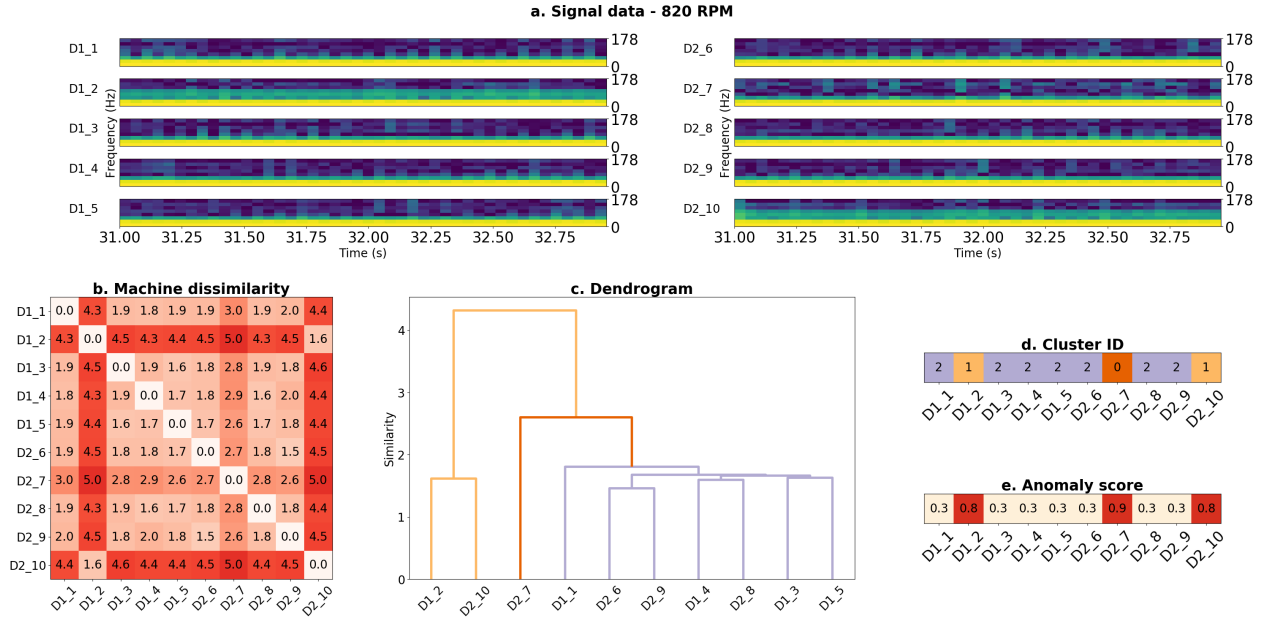 a. Signal data - 820 RPM
D1_1 178 0
D1_2 178 0
D1_3 178 0
D1_4 178 0
D1_5 178 0
Frequency (Hz)
31.00 31.25 31.50 31.75 32.00 32.25 32.50 32.75
Time (s)
D2_6 178 0
D2_7 178 0
D2_8 178 0
D2_9 178 0
D2_10 178 0
Frequency (Hz)
31.00 31.25 31.50 31.75 32.00 32.25 32.50 32.75
Time (s)
b. Machine dissimilarity
D1_1 0.0 4.3 1.9 1.8 1.9 1.9 3.0 1.9 2.0 4.4
D1_2 4.3 0.0 4.5 4.3 4.4 4.5 5.0 4.3 4.5 1.6
D1_3 1.9 4.5 0.0 1.9 1.6 1.8 2.8 1.9 1.8 4.6
D1_4 1.8 4.3 1.9 0.0 1.7 1.8 2.9 1.6 2.0 4.4
D1_5 1.9 4.4 1.6 1.7 0.0 1.7 2.6 1.7 1.8 4.4
D2_6 1.9 4.5 1.8 1.8 1.7 0.0 2.7 1.8 1.5 4.5
D2_7 3.0 5.0 2.8 2.9 2.6 2.7 0.0 2.8 2.6 5.0
D2_8 1.9 4.3 1.9 1.6 1.7 1.8 2.8 0.0 1.8 4.4
D2_9 2.0 4.5 1.8 2.0 1.8 1.5 2.6 1.8 0.0 4.5
D2_10 4.4 1.6 4.6 4.4 4.4 4.5 5.0 4.4 4.5 0.0
D1_1 D1_2 D1_3 D1_4 D1_5 D2_6 D2_7 D2_8 D2_9 D2_10
c. Dendrogram
Similarity
4
3
2
1
0
D1_2 D2_10 D2_7 D1_1 D2_6 D2_9 D1_4 D2_8 D1_3 D1_5
d. Cluster ID
2 1 2 2 2 2 0 2 2 1
D1_1 D1_2 D1_3 D1_4 D1_5 D2_6 D2_7 D2_8 D2_9 D2_10
e. Anomaly score
0.3 0.8 0.3 0.3 0.3 0.3 0.9 0.3 0.3 0.8
D1_1 D1_2 D1_3 D1_4 D1_5 D2_6 D2_7 D2_8 D2_9 D2_10